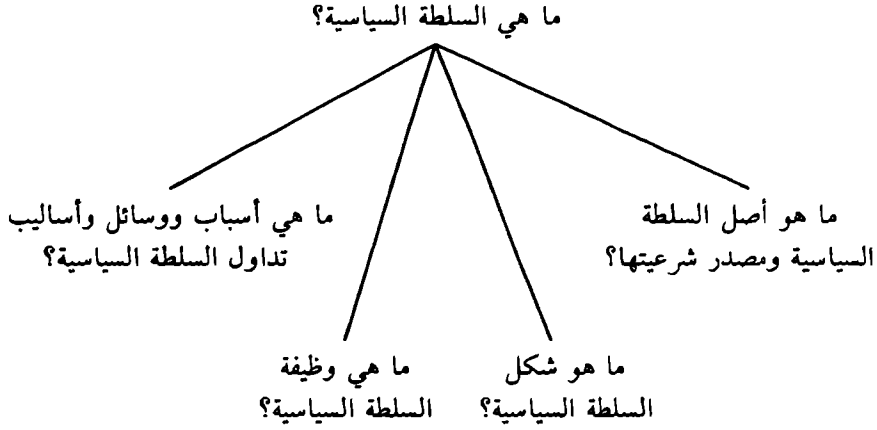 ما هي السلطة السياسية؟
ما هو أصل السلطة
السياسية ومصدر شرعيتها؟
ما هي أسباب ووسائل وأساليب
تداول السلطة السياسية؟
ما هو شكل
السلطة السياسية؟
ما هي وظيفة
السلطة السياسية؟